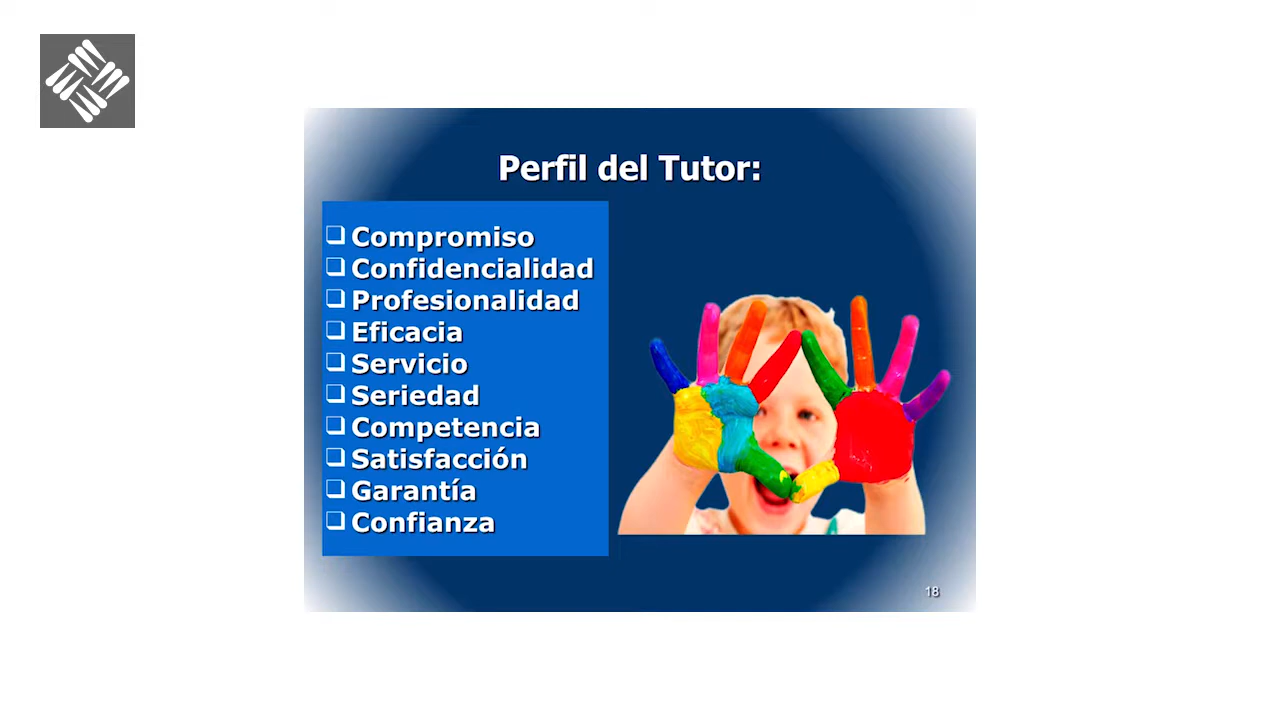 Perfil del Tutor:
Compromiso
Confidencialidad
Profesionalidad
Eficacia
Servicio
Seriedad
Competencia
Satisfacción
Garantía
Confianza
18